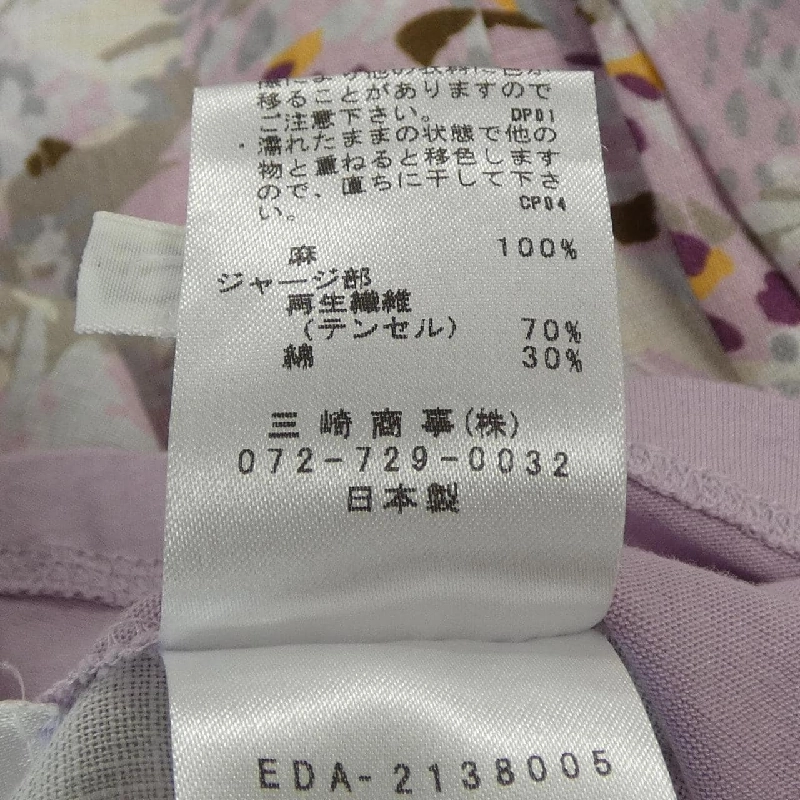 移ることがありますので
ご注意下さい。 DP01
・濡れたままの状態で他の
物と重ねると移色します
ので、直ちに干して下さ
い。 CP04
麻 100%
ジャージ部
再生繊維
(テンセル) 70%
綿 30%
三崎商事(株)
072-729-0032
日本製
EDA-2138005